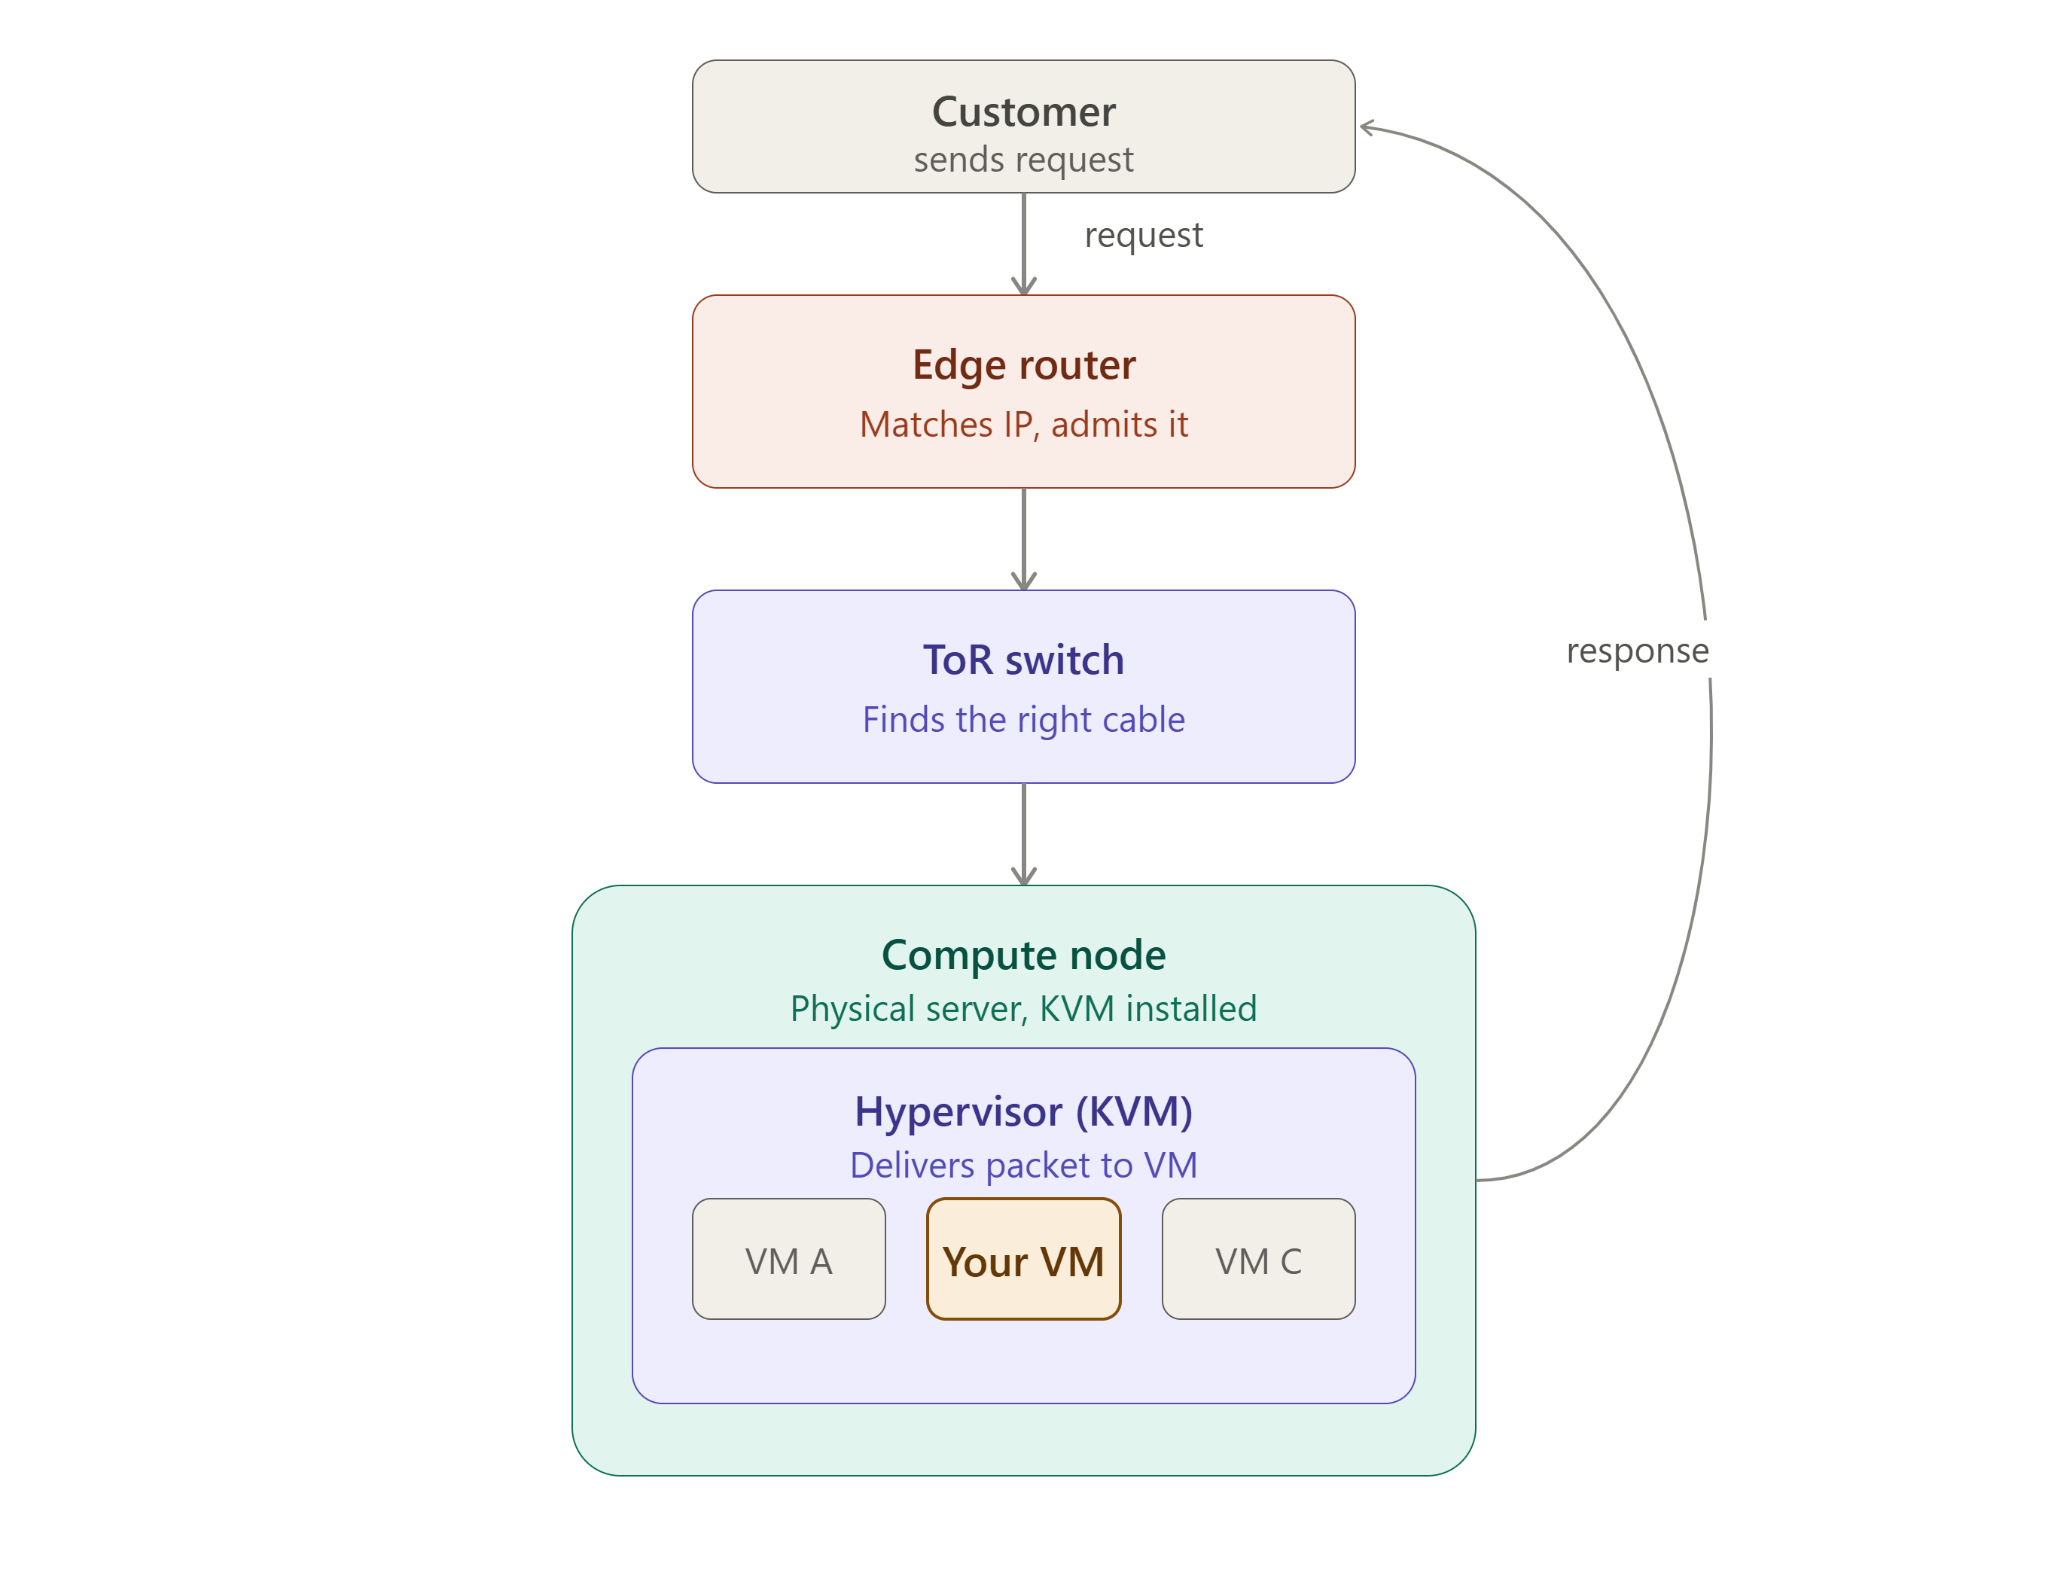 Customer
sends request
request
Edge router
Matches IP, admits it
ToR switch
Finds the right cable
response
Compute node
Physical server, KVM installed
Hypervisor (KVM)
Delivers packet to VM
VM A
Your VM
VM C